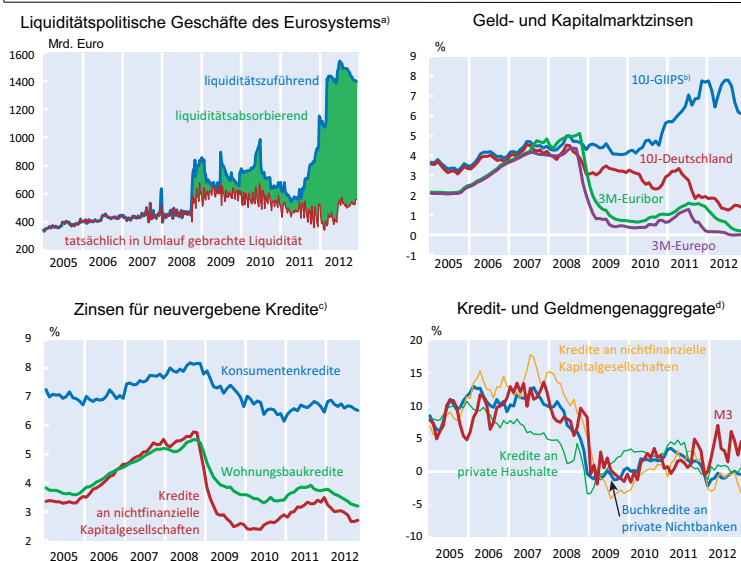 Liquiditätspolitische Geschäfte des Eurosystems a)
Mrd. Euro
1600
1400
1200
1000
800
600
400
200
liquiditätszuführend
liquiditätsabsorbierend
tatsächlich in Umlauf gebrachte Liquidität
2005 2006 2007 2008 2009 2010 2011 2012
Geld- und Kapitalmarktzinsen
%
9
8
7
6
5
4
3
2
1
0
-1
10J-GIIPS b)
10J-Deutschland
3M-Euribor
3M-Eurepo
2005 2006 2007 2008 2009 2010 2011 2012
Zinsen für neuvergebene Kredite c)
%
9
8
7
6
5
4
3
2
Konsumentenkredite
Wohnungsbaukredite
Kredite
an nichtfinanzielle
Kapitalgesellschaften
2005 2006 2007 2008 2009 2010 2011 2012
Kredit- und Geldmengenaggregate d)
%
20
15
10
5
0
-5
-10
Kredite an nichtfinanzielle
Kapitalgesellschaften
M3
Kredite an
private Haushalte
Buchkredite an
private Nichtbanken
2005 2006 2007 2008 2009 2010 2011 2012